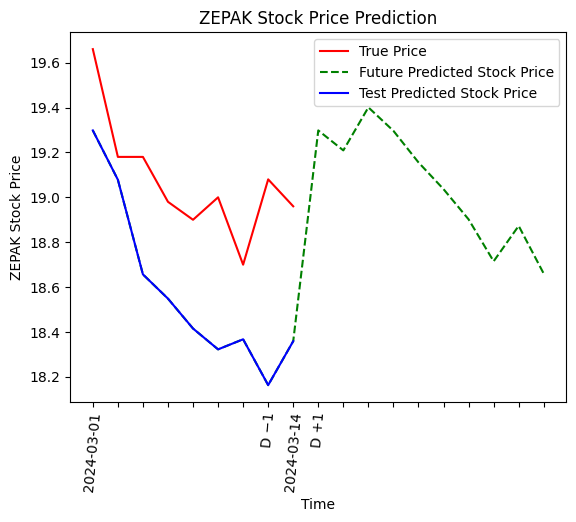 ZEPAK Stock Price Prediction
True Price
Future Predicted Stock Price
Test Predicted Stock Price
ZEPAK Stock Price
19.6
19.4
19.2
19.0
18.8
18.6
18.4
18.2
2024-03-01
D −1
2024-03-14
D +1
Time